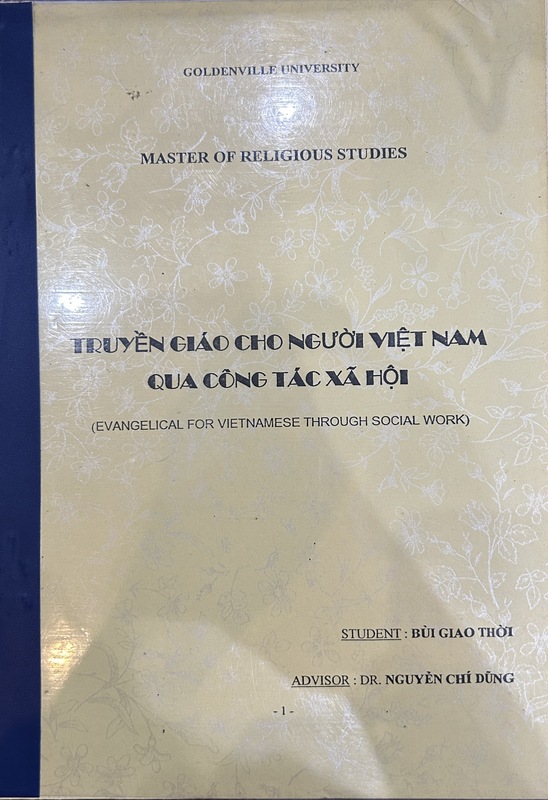 GOLDENVILLE UNIVERSITY
MASTER OF RELIGIOUS STUDIES
TRUYỀN GIÁO CHO NGƯỜI VIỆT NAM
QUA CÔNG TÁC XÃ HỘI
(EVANGELICAL FOR VIETNAMESE THROUGH SOCIAL WORK)
STUDENT : BÙI GIAO THỜI
ADVISOR : DR. NGUYỄN CHÍ DŨNG
- 1 -